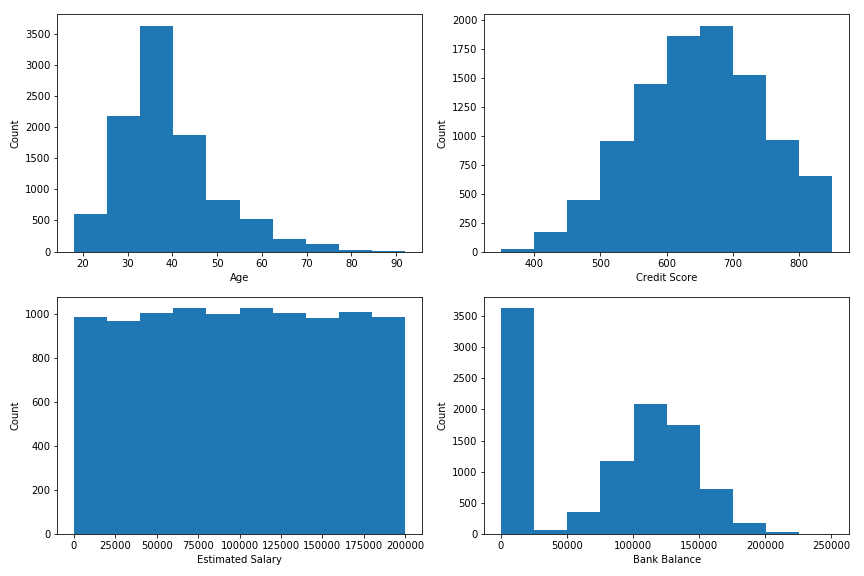 3500
3000
2500
2000
1500
1000
500
0
Count
20 30 40 50 60 70 80 90
Age
2000
1750
1500
1250
1000
750
500
250
0
Count
400 500 600 700 800
Credit Score
1000
800
600
400
200
0
Count
0 25000 50000 75000 100000 125000 150000 175000 200000
Estimated Salary
3500
3000
2500
2000
1500
1000
500
0
Count
0 50000 100000 150000 200000 250000
Bank Balance